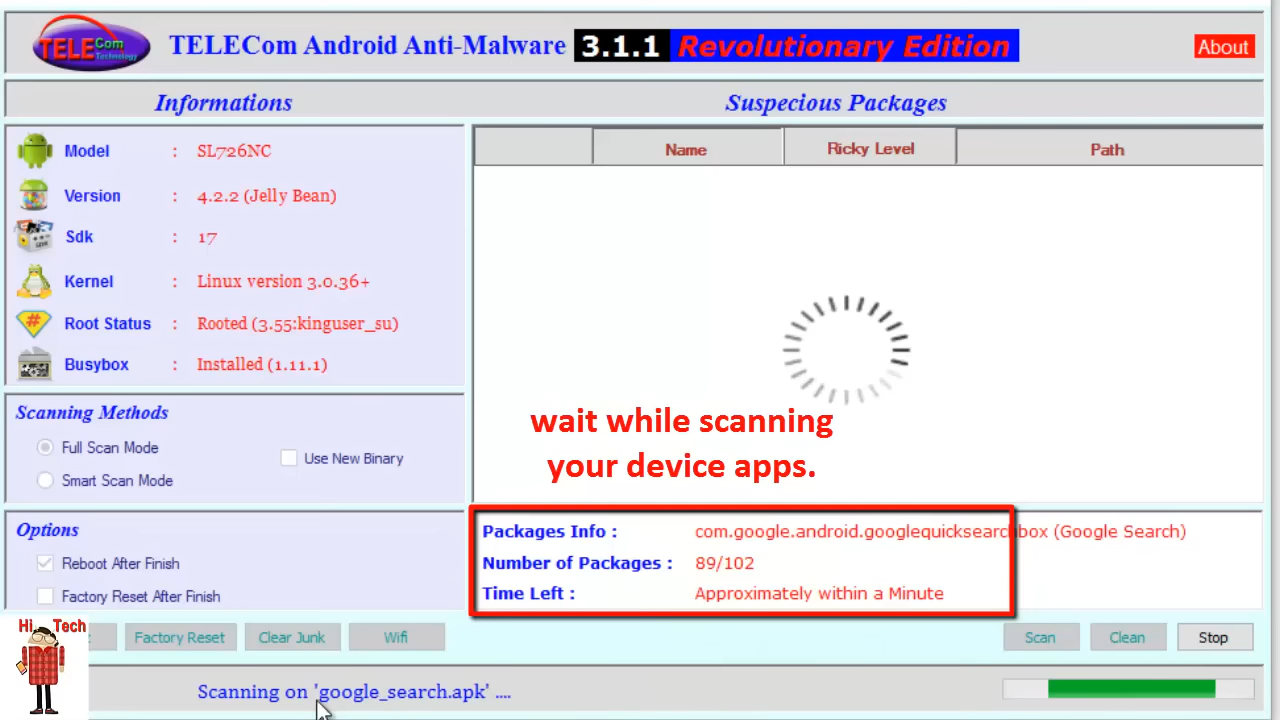 TELECom Technology
TELECom Android Anti-Malware 3.1.1 Revolutionary Edition
About
Informations
Suspecious Packages
Model : SL726NC
Version : 4.2.2 (Jelly Bean)
Sdk : 17
Kernel : Linux version 3.0.36+
Root Status : Rooted (3.55:kinguser_su)
Busybox : Installed (1.11.1)
Name Ricky Level Path
wait while scanning
your device apps.
Scanning Methods
Full Scan Mode
Use New Binary
Smart Scan Mode
Options
Reboot After Finish
Factory Reset After Finish
Packages Info : com.google.android.googlequicksearchbox (Google Search)
Number of Packages : 89/102
Time Left : Approximately within a Minute
Hi Tech
Factory Reset Clear Junk Wifi Scan Clean Stop
Scanning on 'google_search.apk' ....